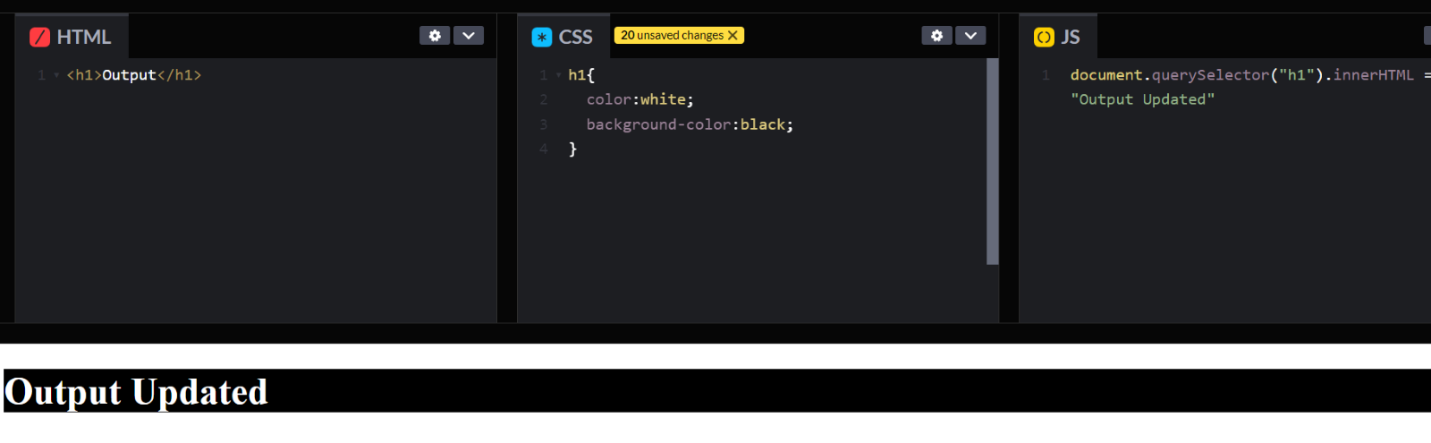 HTML
1 <h1>Output</h1>
CSS 20 unsaved changes X
1 h1{
2 color:white;
3 background-color:black;
4 }
JS
1 document.querySelector("h1").innerHTML =
"Output Updated"
Output Updated